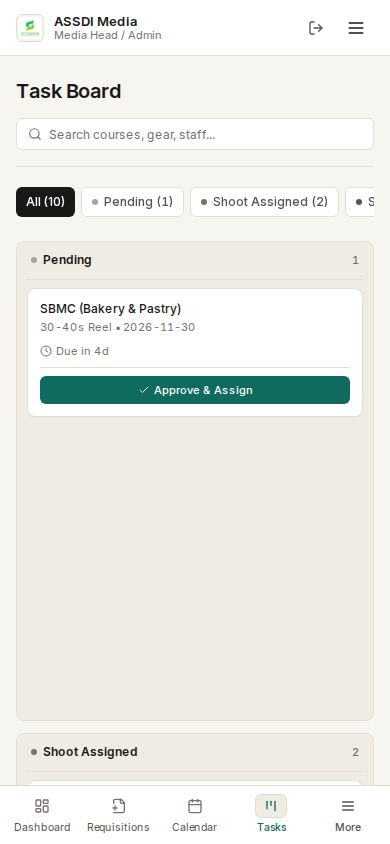 ASSDI Media
Media Head / Admin
Task Board
Search courses, gear, staff...
All (10)
Pending (1)
Shoot Assigned (2)
S
Pending
1
SBMC (Bakery & Pastry)
30-40s Reel • 2026-11-30
Due in 4d
Approve & Assign
Shoot Assigned
2
Dashboard
Requisitions
Calendar
Tasks
More